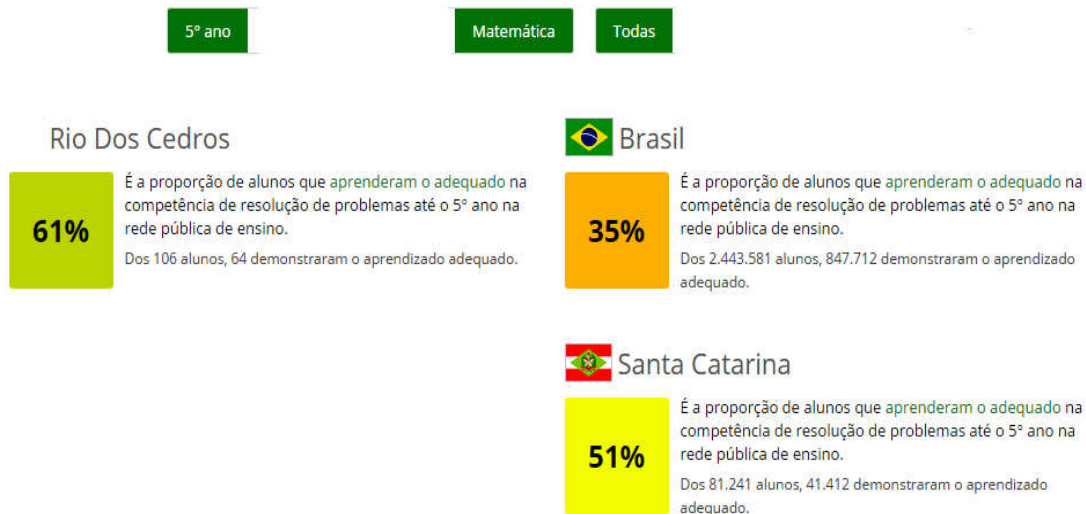 5º ano
Matemática
Todas
Rio Dos Cedros
61%
É a proporção de alunos que aprenderam o adequado na
competência de resolução de problemas até o 5º ano na
rede pública de ensino.
Dos 106 alunos, 64 demonstraram o aprendizado adequado.
Brasil
35%
É a proporção de alunos que aprenderam o adequado na
competência de resolução de problemas até o 5º ano na
rede pública de ensino.
Dos 2.443.581 alunos, 847.712 demonstraram o aprendizado
adequado.
Santa Catarina
51%
É a proporção de alunos que aprenderam o adequado na
competência de resolução de problemas até o 5º ano na
rede pública de ensino.
Dos 81.241 alunos, 41.412 demonstraram o aprendizado
adequado.